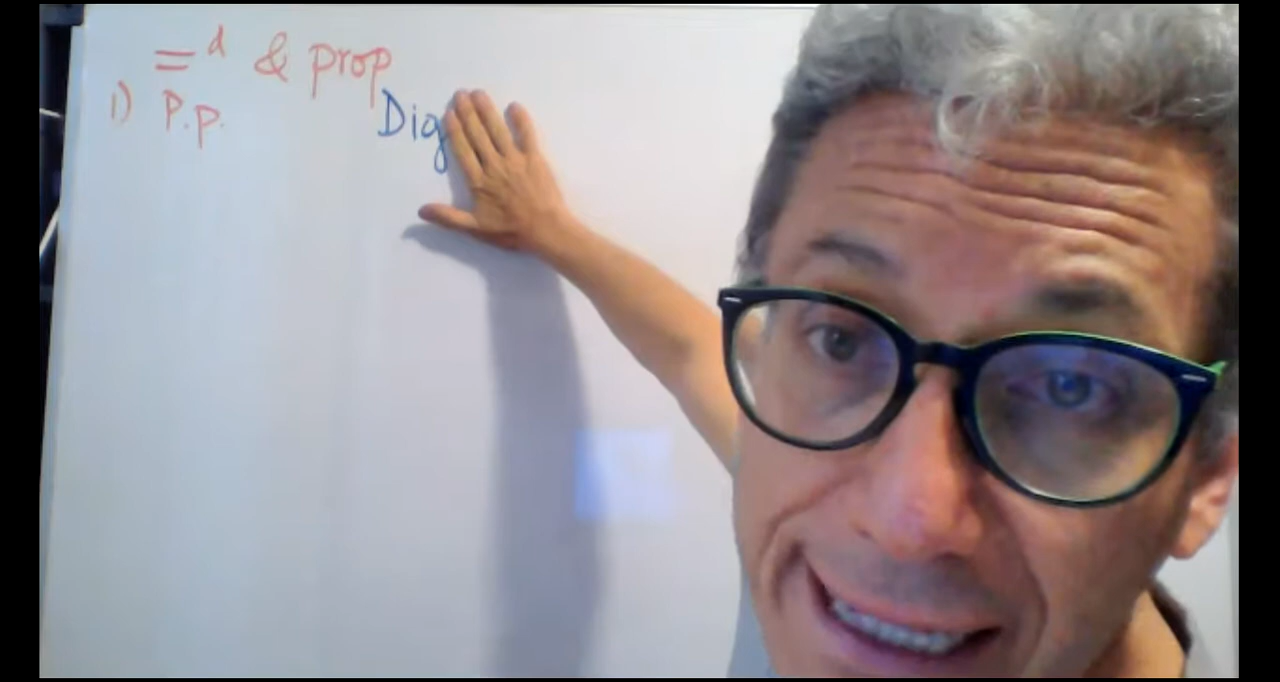 =ᵈ & prop
1) P.p.
Dig